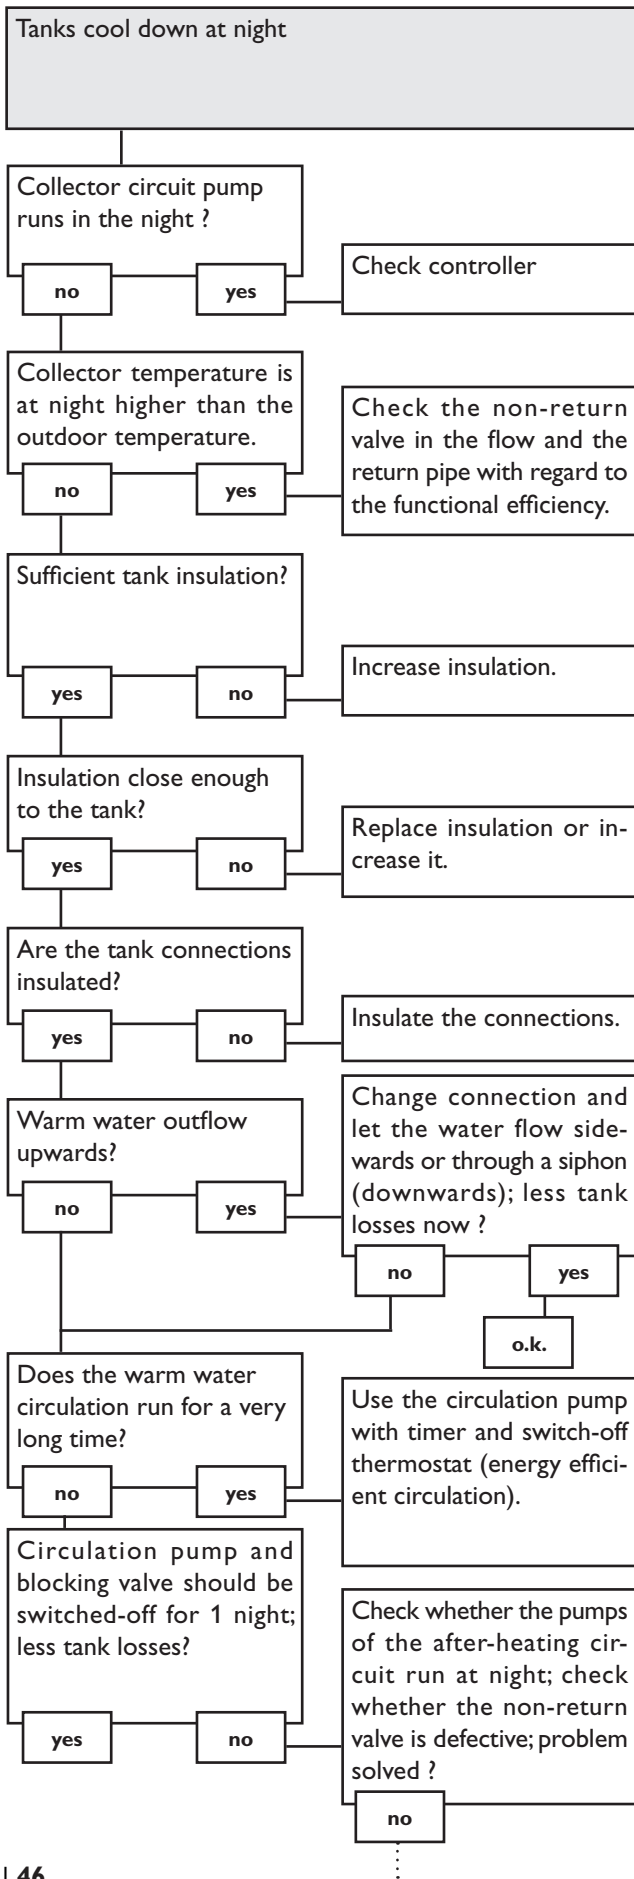 Tanks cool down at night
Collector circuit pump
runs in the night ?
no
yes
Check controller
Collector temperature is
at night higher than the
outdoor temperature.
no
yes
Check the non-return
valve in the flow and the
return pipe with regard to
the functional efficiency.
Sufficient tank insulation?
yes
no
Increase insulation.
Insulation close enough
to the tank?
yes
no
Replace insulation or in-
crease it.
Are the tank connections
insulated?
yes
no
Insulate the connections.
Warm water outflow
upwards?
no
yes
Change connection and
let the water flow side-
wards or through a siphon
(downwards); less tank
losses now ?
no
yes
o.k.
Does the warm water
circulation run for a very
long time?
no
yes
Use the circulation pump
with timer and switch-off
thermostat (energy effici-
ent circulation).
Circulation pump and
blocking valve should be
switched-off for 1 night;
less tank losses?
yes
no
Check whether the pumps
of the after-heating cir-
cuit run at night; check
whether the non-return
valve is defective; problem
solved ?
no
| 46